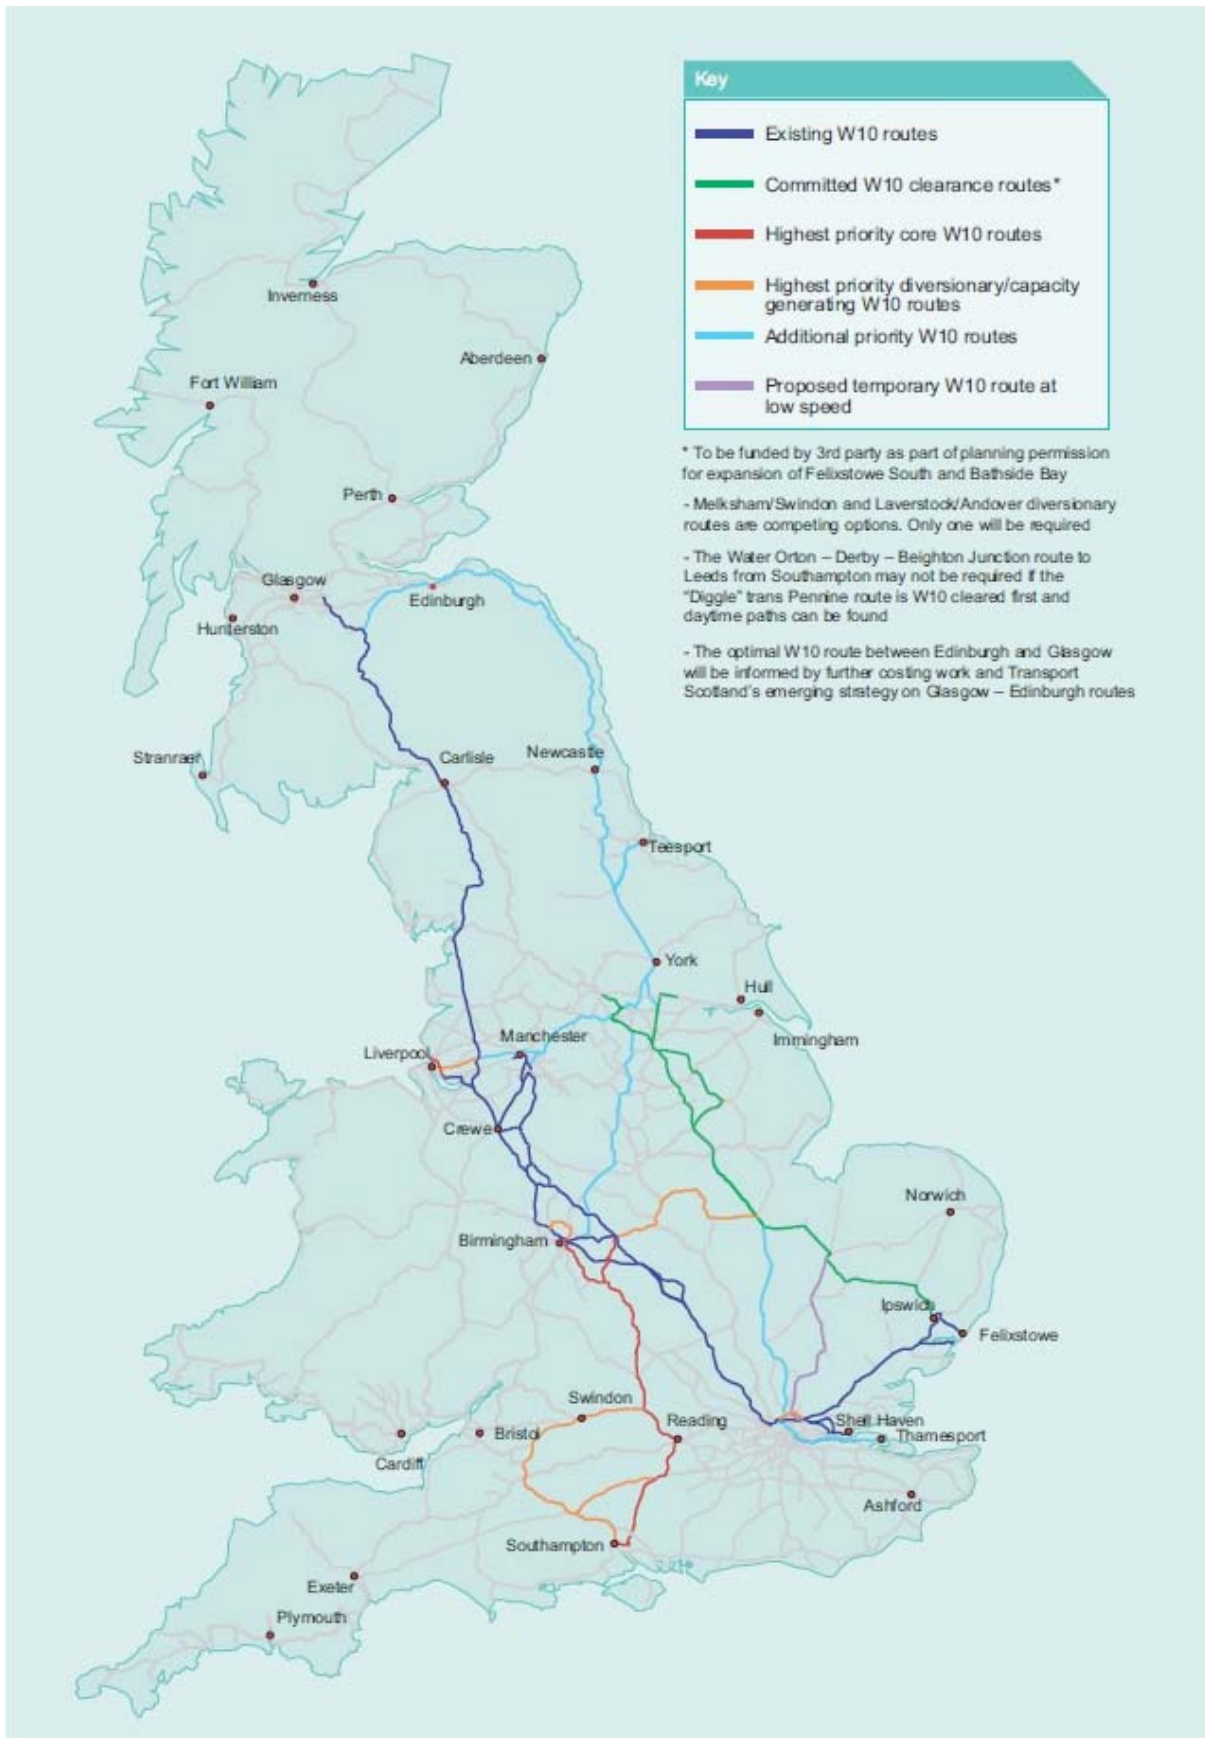 Key
Existing W10 routes
Committed W10 clearance routes*
Highest priority core W10 routes
Highest priority diversionary/capacity
generating W10 routes
Additional priority W10 routes
Proposed temporary W10 route at
low speed
* To be funded by 3rd party as part of planning permission
for expansion of Felixstowe South and Bathside Bay
- Melksham/Swindon and Laverstock/Andover diversionary
routes are competing options. Only one will be required
- The Water Orton – Derby – Beighton Junction route to
Leeds from Southampton may not be required if the
"Diggle" trans Pennine route is W10 cleared first and
daytime paths can be found
- The optimal W10 route between Edinburgh and Glasgow
will be informed by further costing work and Transport
Scotland's emerging strategy on Glasgow – Edinburgh routes
Inverness
Aberdeen
Fort William
Perth
Glasgow
Edinburgh
Hunterston
Stranraer
Carlisle
Newcastle
Teesport
York
Hull
Immingham
Manchester
Liverpool
Crewe
Norwich
Birmingham
Ipswich
Felixstowe
Swindon
Reading
Shell Haven
Thamesport
Bristol
Cardiff
Ashford
Southampton
Exeter
Plymouth